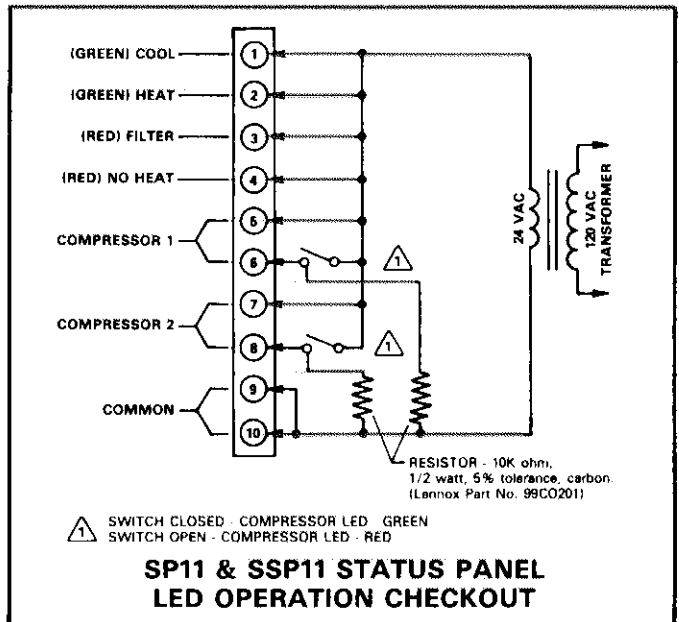 (GREEN) COOL
1
(GREEN) HEAT
2
(RED) FILTER
3
(RED) NO HEAT
4
5
COMPRESSOR 1
6
1
7
COMPRESSOR 2
8
1
9
COMMON
10
24 VAC
120 VAC
TRANSFORMER
RESISTOR - 10K ohm,
1/2 watt, 5% tolerance, carbon.
(Lennox Part No. 99CO201)
1 SWITCH CLOSED - COMPRESSOR LED GREEN
SWITCH OPEN - COMPRESSOR LED - RED
SP11 & SSP11 STATUS PANEL
LED OPERATION CHECKOUT